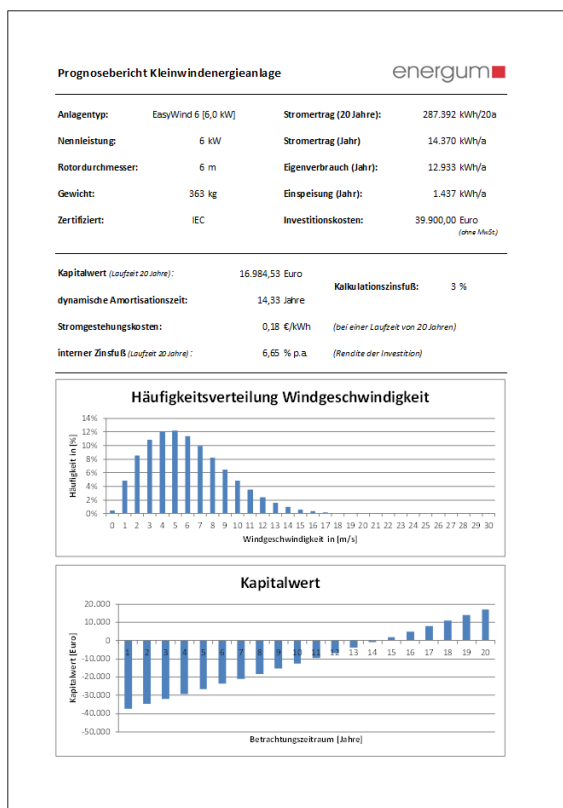 Prognosebericht Kleinwindenergieanlage
energum
Anlagentyp: EasyWind 6 [6,0 kW] Stromertrag (20 Jahre): 287.392 kWh/20a
Nennleistung: 6 kW Stromertrag (Jahr) 14.370 kWh/a
Rotordurchmesser: 6 m Eigenverbrauch (Jahr): 12.933 kWh/a
Gewicht: 363 kg Einspeisung (Jahr): 1.437 kWh/a
Zertifiziert: IEC Investitionskosten: 39.900,00 Euro
(ohne MwSt.)
Kapitalwert (Laufzeit 20 Jahre): 16.984,53 Euro
Kalkulationszinsfuß: 3 %
dynamische Amortisationszeit: 14,33 Jahre
Stromgestehungskosten: 0,18 €/kWh (bei einer Laufzeit von 20 Jahren)
interner Zinsfuß (Laufzeit 20 Jahre): 6,65 % p.a. (Rendite der Investition)
Häufigkeitsverteilung Windgeschwindigkeit
Häufigkeit in [%]
14%
12%
10%
8%
6%
4%
2%
0%
0 1 2 3 4 5 6 7 8 9 10 11 12 13 14 15 16 17 18 19 20 21 22 23 24 25 26 27 28 29 30
Windgeschwindigkeit in [m/s]
Kapitalwert
Kapitalwert [Euro]
20.000
10.000
0
-10.000
-20.000
-30.000
-40.000
-50.000
1 2 3 4 5 6 7 8 9 10 11 12 13 14 15 16 17 18 19 20
Betrachtungszeitraum [Jahre]